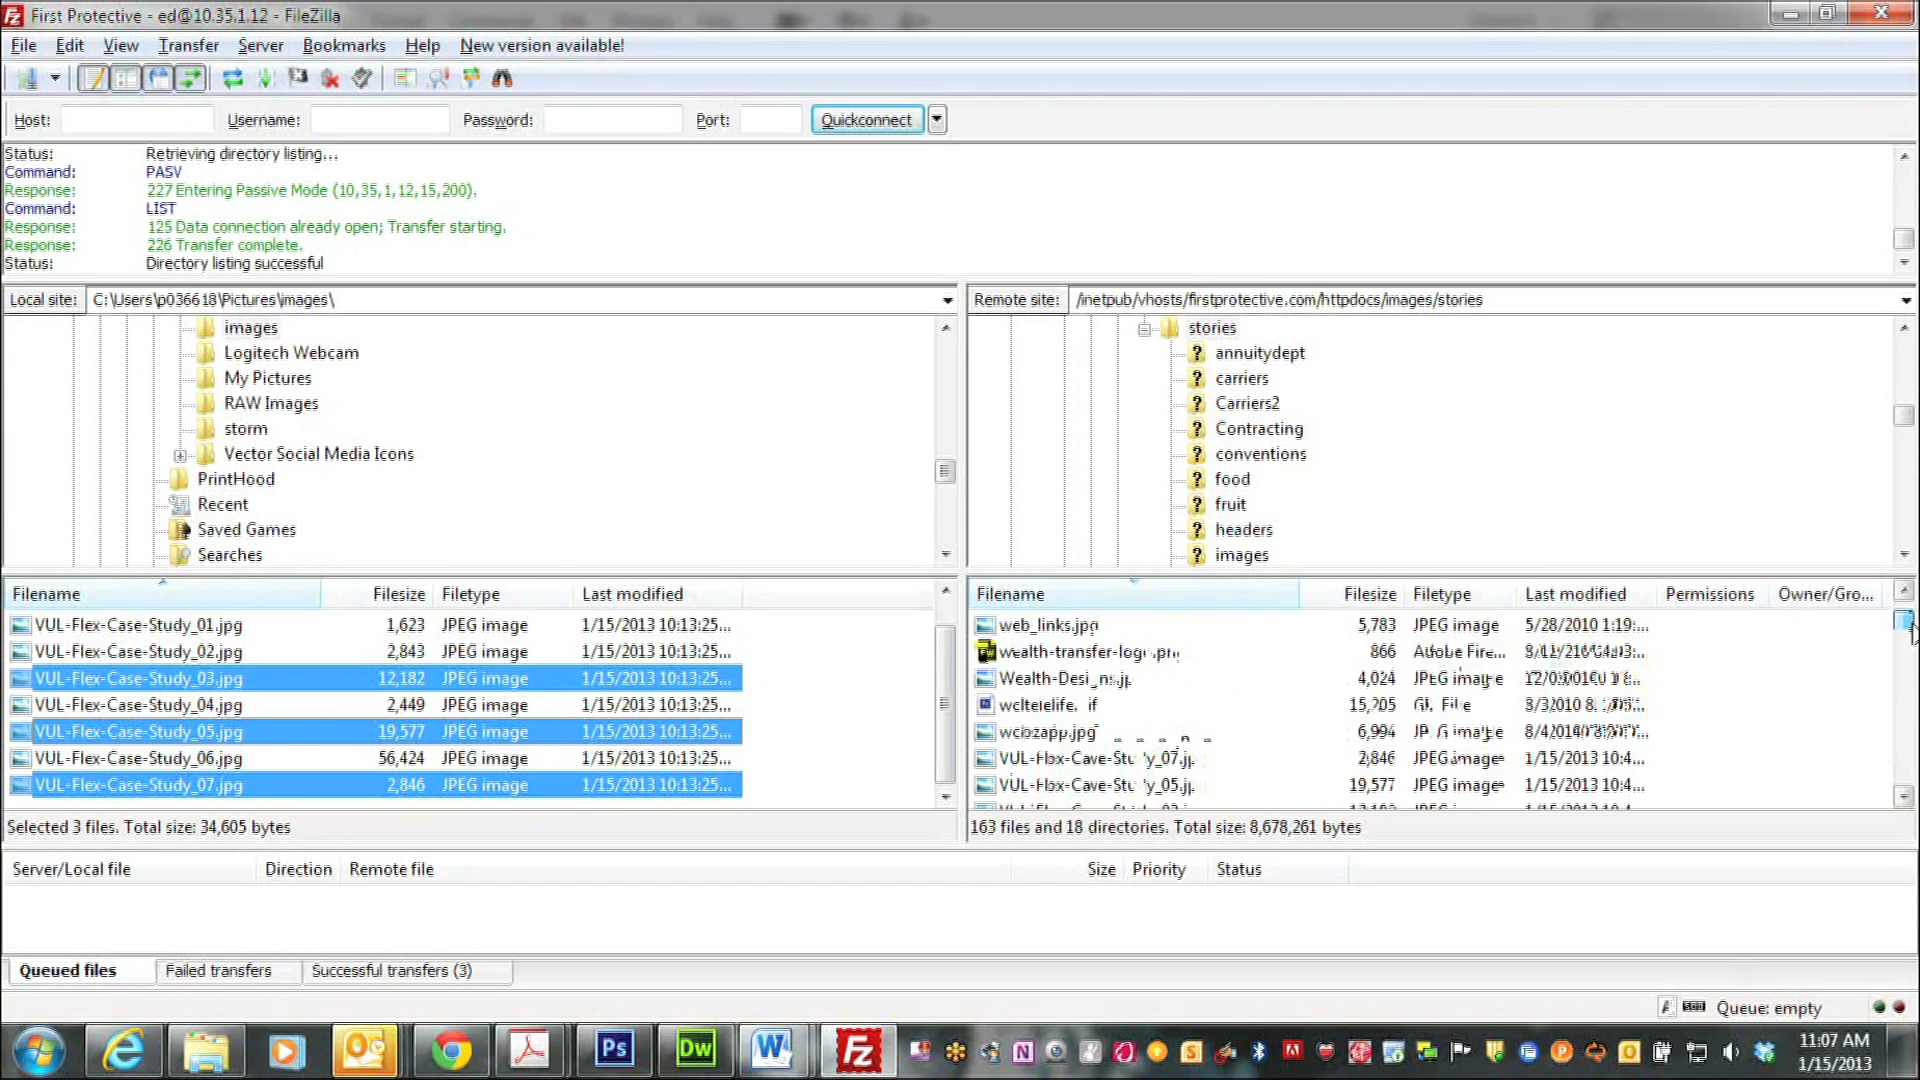 First Protective - ed@10.35.1.12 - FileZilla
File Edit View Transfer Server Bookmarks Help New version available!
Host: Username: Password: Port: Quickconnect
Status: Retrieving directory listing...
Command: PASV
Response: 227 Entering Passive Mode (10,35,1,12,15,200).
Command: LIST
Response: 125 Data connection already open; Transfer starting.
Response: 226 Transfer complete.
Status: Directory listing successful
Local site: C:\Users\p036618\Pictures\images\
images
Logitech Webcam
My Pictures
RAW Images
storm
Vector Social Media Icons
PrintHood
Recent
Saved Games
Searches
Remote site: /inetpub/vhosts/firstprotective.com/httpdocs/images/stories
stories
annuitydept
carriers
Carriers2
Contracting
conventions
food
fruit
headers
images
Filename Filesize Filetype Last modified
VUL-Flex-Case-Study_01.jpg 1,623 JPEG image 1/15/2013 10:13:25...
VUL-Flex-Case-Study_02.jpg 2,843 JPEG image 1/15/2013 10:13:25...
VUL-Flex-Case-Study_03.jpg 12,182 JPEG image 1/15/2013 10:13:25...
VUL-Flex-Case-Study_04.jpg 2,449 JPEG image 1/15/2013 10:13:25...
VUL-Flex-Case-Study_05.jpg 19,577 JPEG image 1/15/2013 10:13:25...
VUL-Flex-Case-Study_06.jpg 56,424 JPEG image 1/15/2013 10:13:25...
VUL-Flex-Case-Study_07.jpg 2,846 JPEG image 1/15/2013 10:13:25...
Selected 3 files. Total size: 34,605 bytes
Filename Filesize Filetype Last modified Permissions Owner/Gro...
web_links.jpg 5,783 JPEG image 5/28/2010 1:19:...
866 Adobe Fire...
4,024 JPEG image
15,205
6,994 JPEG image
2,846 JPEG image 1/15/2013 10:4...
19,577 JPEG image 1/15/2013 10:4...
163 files and 18 directories. Total size: 8,678,261 bytes
Server/Local file Direction Remote file Size Priority Status
Queued files Failed transfers Successful transfers (3)
Queue: empty
Ps Dw
11:07 AM
1/15/2013